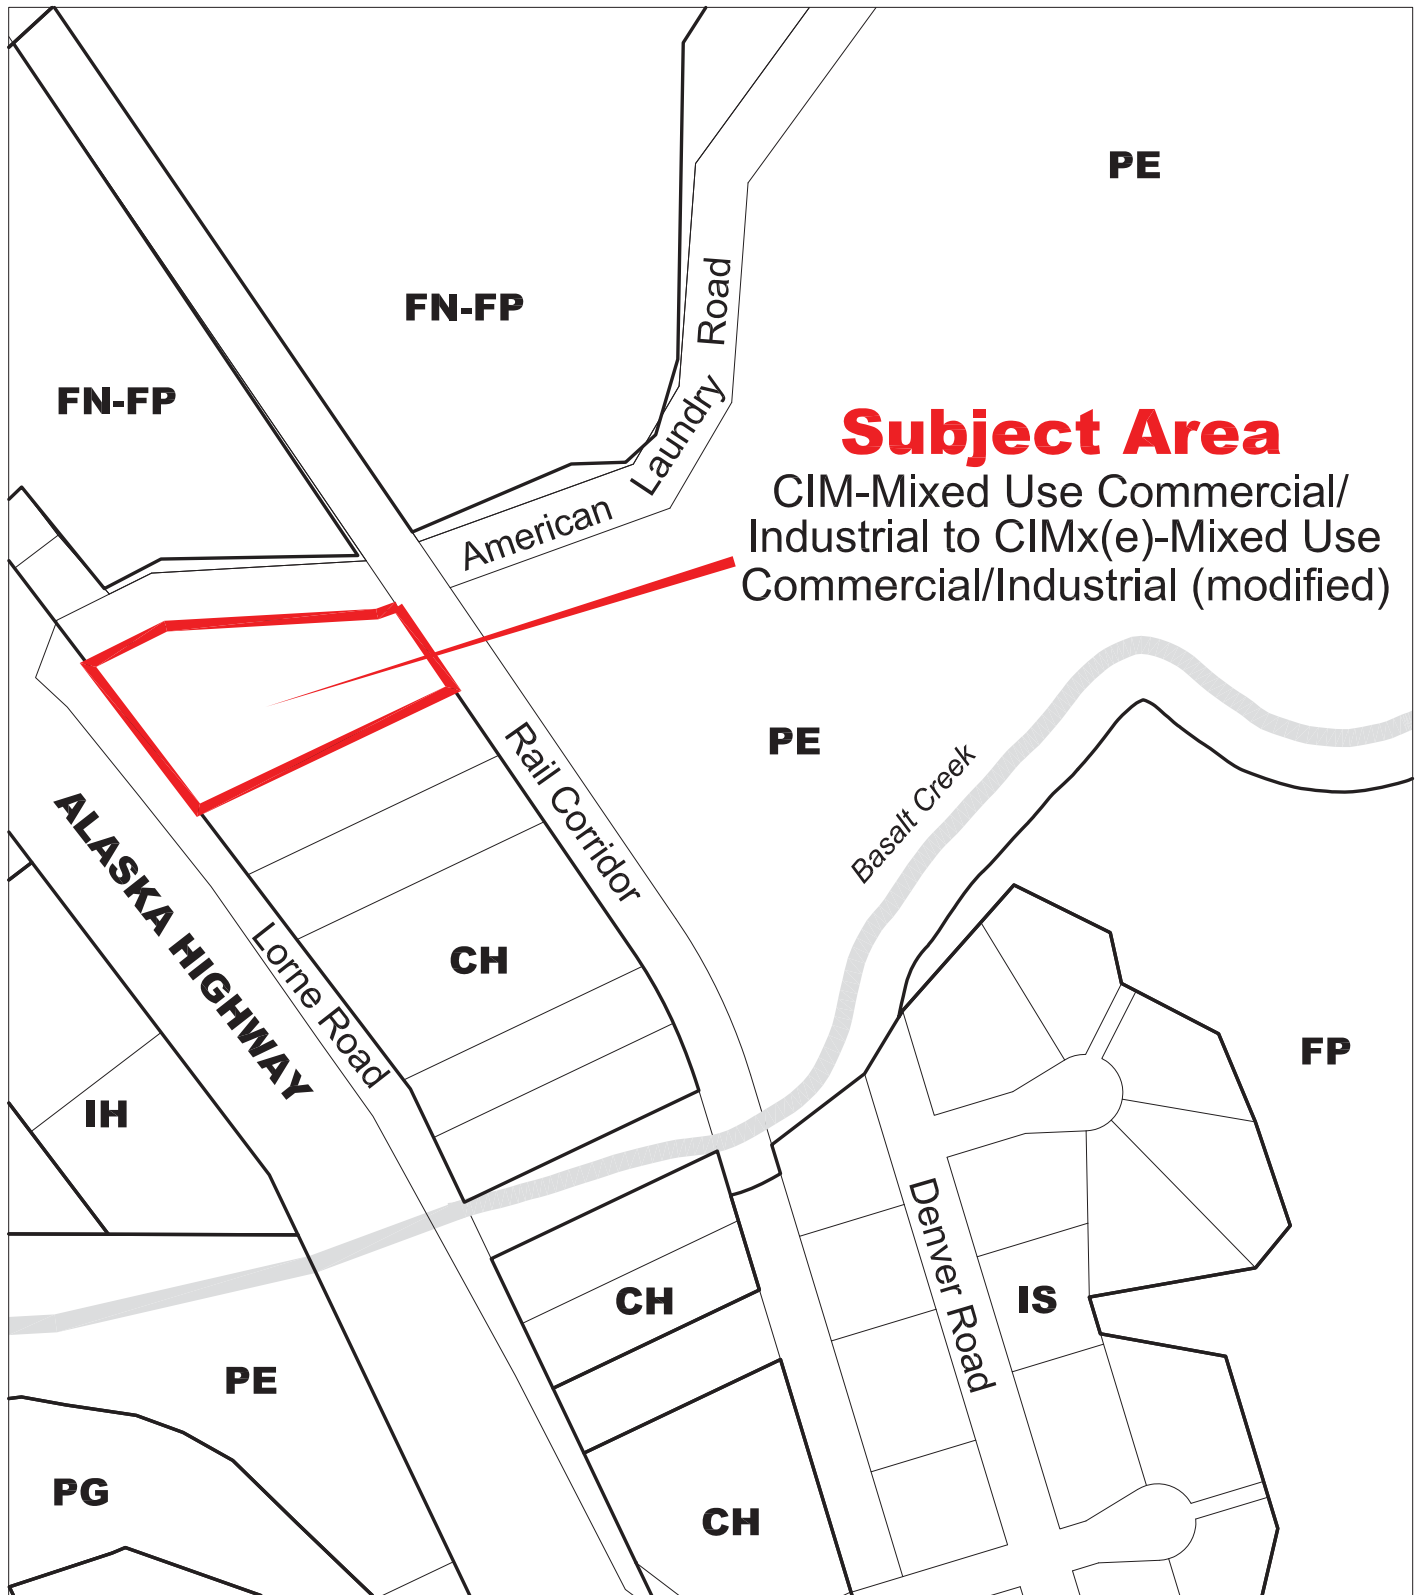 PE
FN-FP
FN-FP
American Laundry Road
Subject Area
CIM-Mixed Use Commercial/
Industrial to CIMx(e)-Mixed Use
Commercial/Industrial (modified)
Rail Corridor
PE
Basalt Creek
ALASKA HIGHWAY
Lorne Road
CH
FP
IH
Denver Road
CH
IS
PE
PG
CH